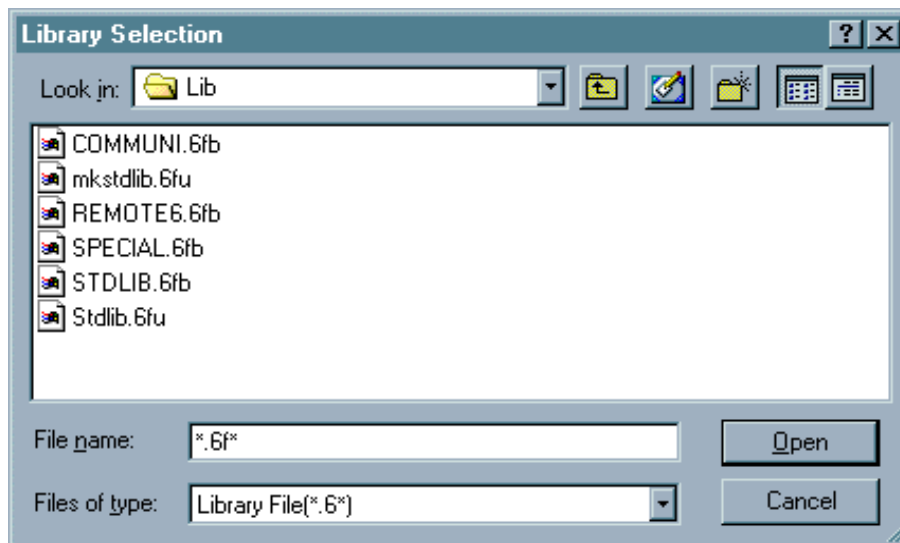 Library Selection
Look in: Lib
COMMUNI.6fb
mkstdlib.6fu
REMOTE6.6fb
SPECIAL.6fb
STDLIB.6fb
Stdlib.6fu
File name: *.6f* Open
Files of type: Library File(*.6*) Cancel